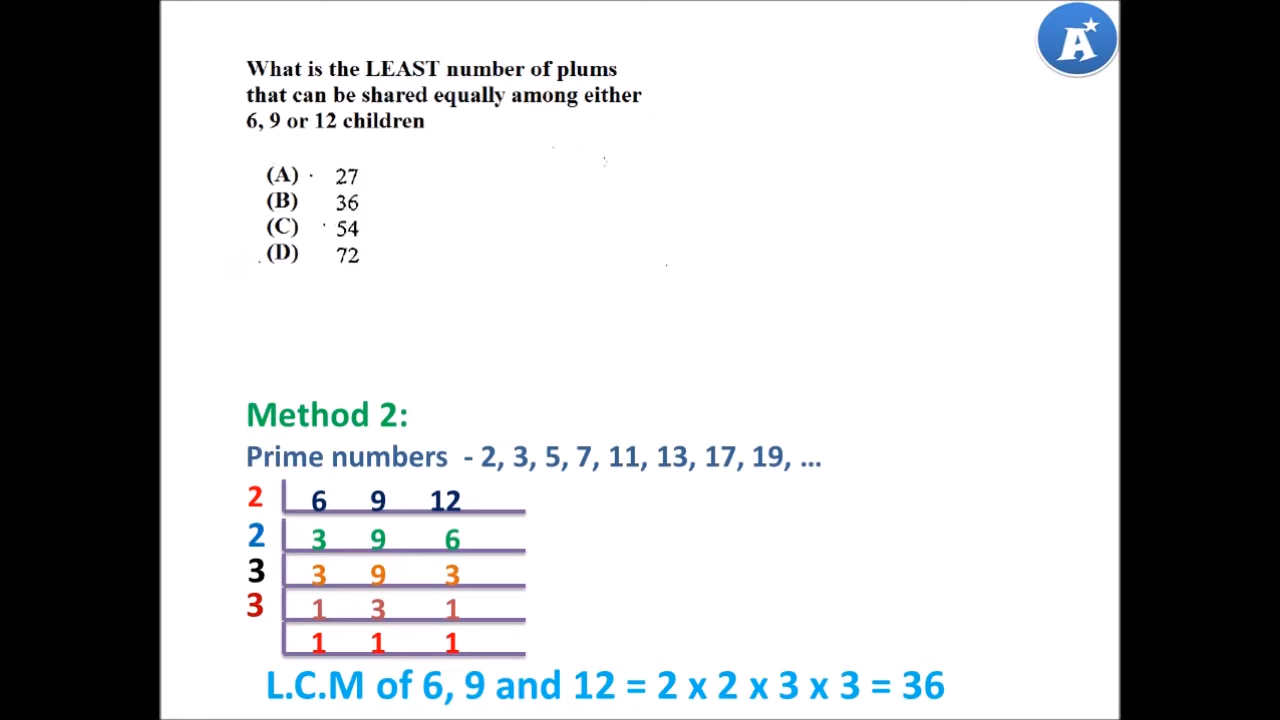 A
What is the LEAST number of plums
that can be shared equally among either
6, 9 or 12 children
(A) 27
(B) 36
(C) 54
(D) 72
Method 2:
Prime numbers - 2, 3, 5, 7, 11, 13, 17, 19, ...
2 6 9 12
2 3 9 6
3 3 9 3
3 1 3 1
1 1 1
L.C.M of 6, 9 and 12 = 2 x 2 x 3 x 3 = 36